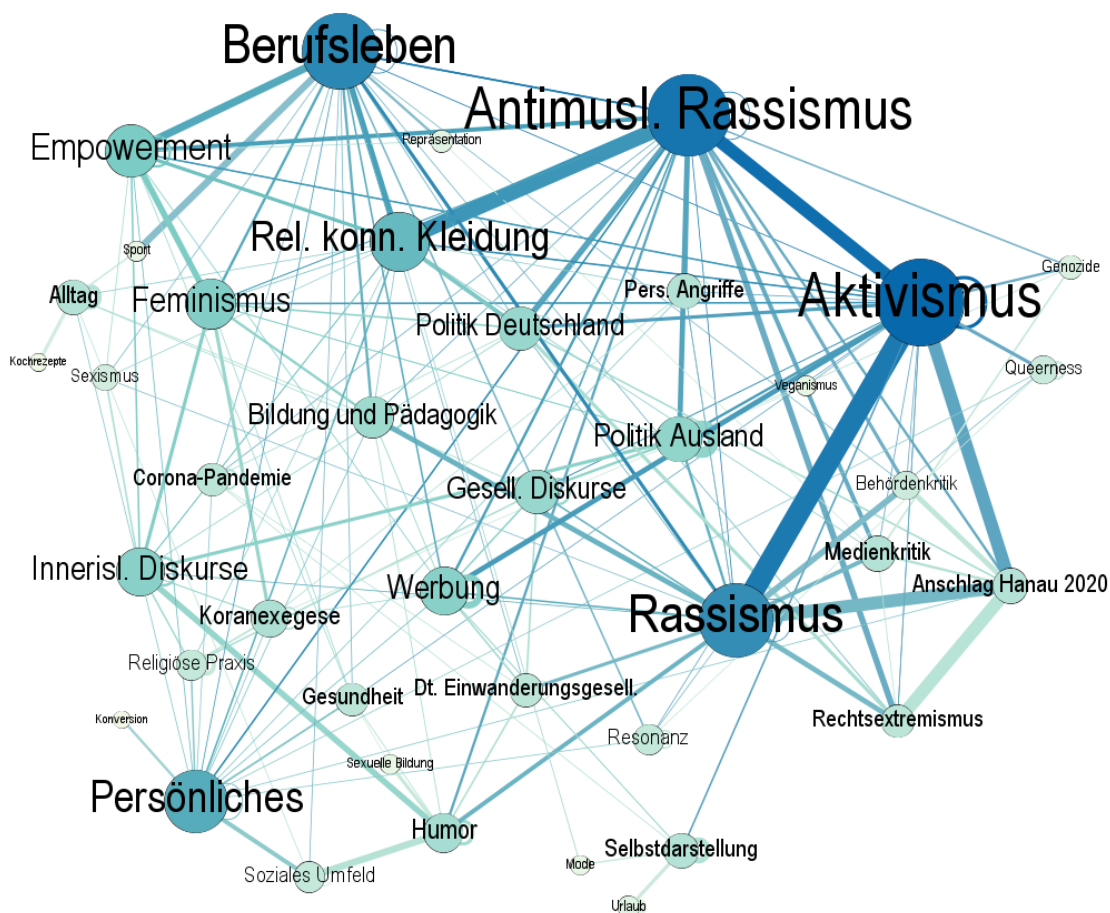 Berufsleben
Antimusl. Rassismus
Empowerment
Repräsentation
Rel. konn. Kleidung
Sport
Genozide
Alltag
Feminismus
Pers. Angriffe
Aktivismus
Politik Deutschland
Kochrezepte
Sexismus
Queerness
Veganismus
Bildung und Pädagogik
Politik Ausland
Corona-Pandemie
Gesell. Diskurse
Behördenkritik
Medienkritik
Innerisl. Diskurse
Werbung
Anschlag Hanau 2020
Koranexegese
Rassismus
Religiöse Praxis
Gesundheit
Dt. Einwanderungsgesell.
Konversion
Rechtsextremismus
Resonanz
Sexuelle Bildung
Persönliches
Humor
Selbstdarstellung
Mode
Soziales Umfeld
Urlaub